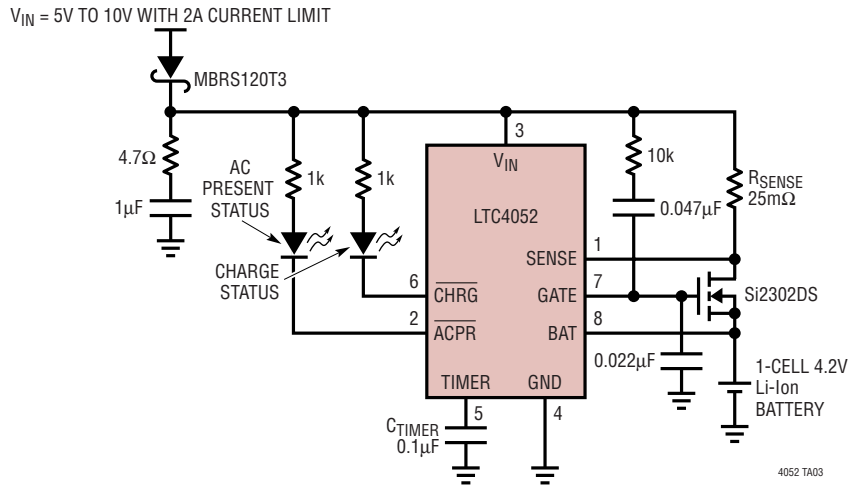 VIN = 5V TO 10V WITH 2A CURRENT LIMIT
MBRS120T3
4.7Ω
1µF
AC
PRESENT
STATUS
1k
1k
CHARGE
STATUS
3
VIN
LTC4052
10k
0.047µF
RSENSE
25mΩ
SENSE
1
6
CHRG
GATE
7
Si2302DS
2
ACPR
BAT
8
0.022µF
1-CELL 4.2V
Li-Ion
BATTERY
TIMER
GND
5
4
CTIMER
0.1µF
4052 TA03